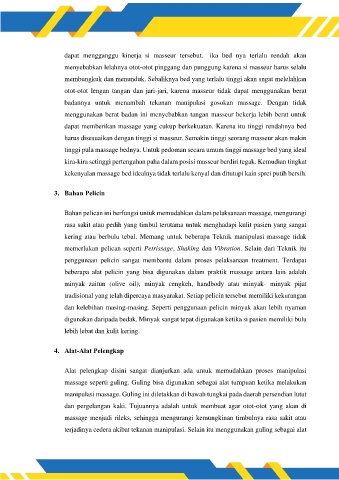 dapat mengganggu kinerja si masseur tersebut. ika bed nya terlalu rendah akan
menyebabkan lelahnya otot-otot pinggang dan punggung karena si masseur harus selalu
membungkuk dan menunduk. Sebaliknya bed yang terlalu tinggi akan sngat melelahkan
otot-otot lengan tangan dan jari-jari, karena masseur tidak dapat menggunakan berat
badannya untuk menambah tekanan manipulasi gosokan massage. Dengan tidak
menggunakan berat badan ini menyebabkan tangan masseur bekerja lebih berat untuk
dapat memberikan massage yang cukup berkekuatan. Karena itu tinggi rendahnya bed
harus disesuaikan dengan tinggi si masseur. Semakin tinggi seorang masseur akan makin
tinggi pula massage bednya. Untuk pedoman secara umum tinggi massage bed yang ideal
kira-kira setinggi pertengahan paha dalam posisi masseur berdiri tegak. Kemudian tingkat
kekenyalan massage bed idealnya tidak terlalu kenyal dan ditutupi kain sprei putih bersih.
3. Bahan Pelicin
Bahan pelican ini berfungsi untuk memudahkan dalam pelaksanaan massage, mengurangi
rasa sakit atau pedih yang timbul terutama untuk menghadapi kulit pasien yang sangat
kering atau berbulu tebal. Memang untuk beberapa Teknik manipulasi massage tidak
memerlukan pelican seperti Petrissage, Shaking dan Vibration. Selain dari Teknik itu
penggunaan pelicin sangat membantu dalam proses pelaksanaan treatment. Terdapat
beberapa alat pelicin yang bisa digunakan dalam praktik massage antara lain adalah
minyak zaitun (olive oil), minyak cengkeh, handbody atau minyak- minyak pijat
tradisional yang telah dipercaya masyarakat. Setiap pelicin tersebut memiliki kekurangan
dan kelebihan masing-masing. Seperti penggunaan pelicin minyak akan lebih nyaman
digunakan daripada bedak. Minyak sangat tepat digunakan ketika si pasien memiliki bulu
lebih lebat dan kulit kering.
4. Alat-Alat Pelengkap
Alat pelengkap disini sangat dianjurkan ada untuk memudahkan proses manipulasi
massage seperti guling. Guling bisa digunakan sebagai alat tumpuan ketika melakukan
manipulasi massage. Guling ini diletakkan di bawah tungkai pada daerah persendian lutut
dan pergelangan kaki. Tujuannya adalah untuk membuat agar otot-otot yang akan di
massage menjadi rileks, sehingga mengurangi kemungkinan timbulnya rasa sakit atau
terjadinya cedera akibat tekanan manipulasi. Selain itu menggunakan guling sebagai alat